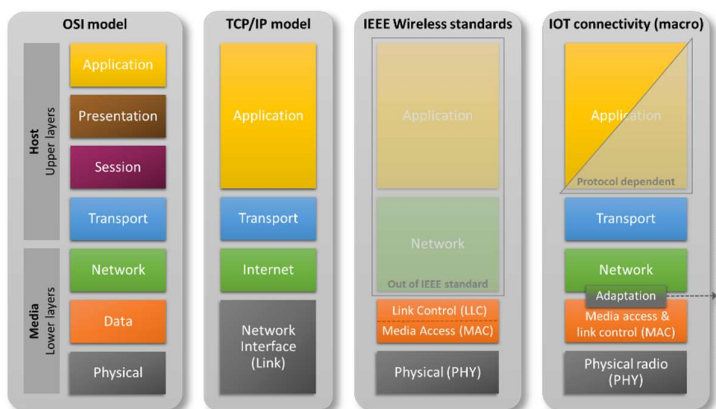 OSI model
Host
Upper layers
Media
Lower layers
Application
Presentation
Session
Transport
Network
Data
Physical
TCP/IP model
Application
Transport
Internet
Network
Interface
(Link)
IEEE Wireless standards
Application
Network
Out of IEEE standard
Link Control (LLC)
Media Access (MAC)
Physical (PHY)
IOT connectivity (macro)
Application
Protocol dependent
Transport
Network
Adaptation
Media access &
link control (MAC)
Physical radio
(PHY)